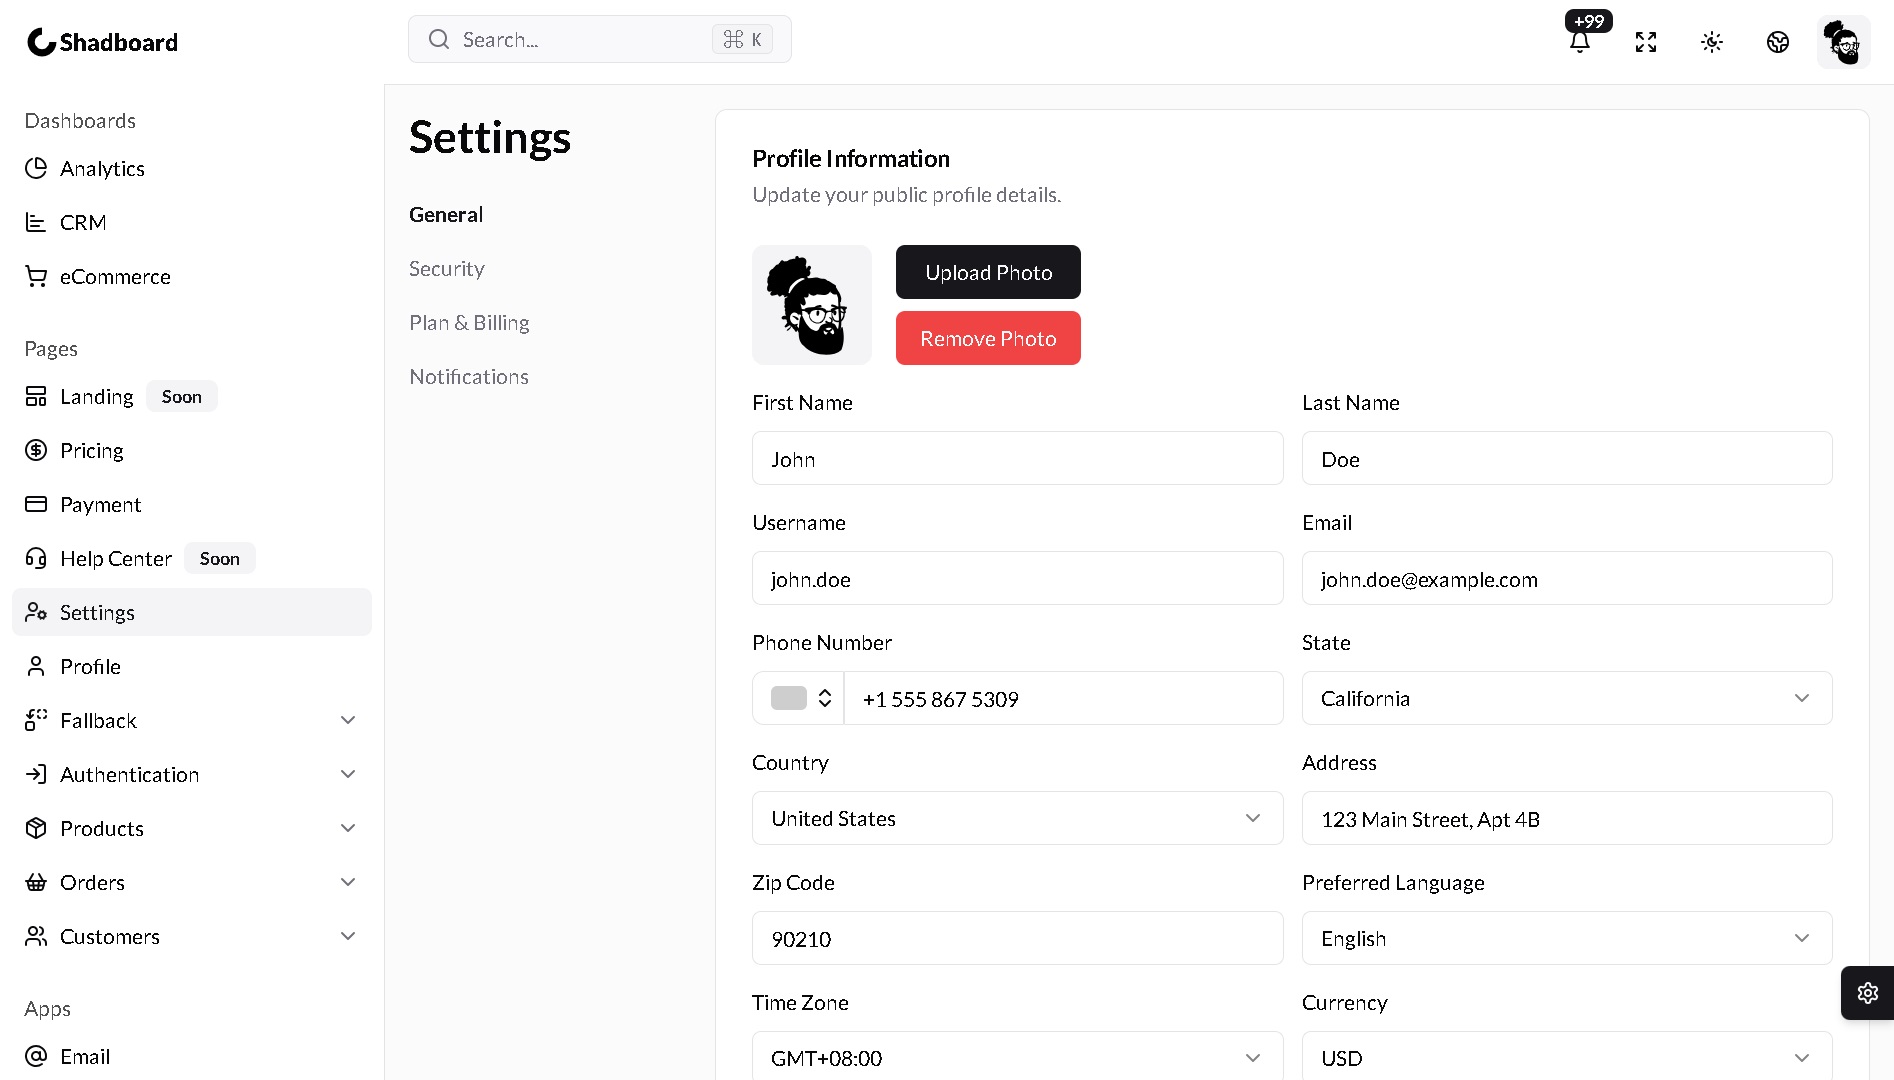 Shadboard
Search...
⌘ K
+99
Dashboards
Analytics
CRM
eCommerce
Pages
Landing Soon
Pricing
Payment
Help Center Soon
Settings
Profile
Fallback
Authentication
Products
Orders
Customers
Apps
Email
Settings
General
Security
Plan & Billing
Notifications
Profile Information
Update your public profile details.
Upload Photo
Remove Photo
First Name
John
Last Name
Doe
Username
john.doe
Email
john.doe@example.com
Phone Number
+1 555 867 5309
State
California
Country
United States
Address
123 Main Street, Apt 4B
Zip Code
90210
Preferred Language
English
Time Zone
GMT+08:00
Currency
USD